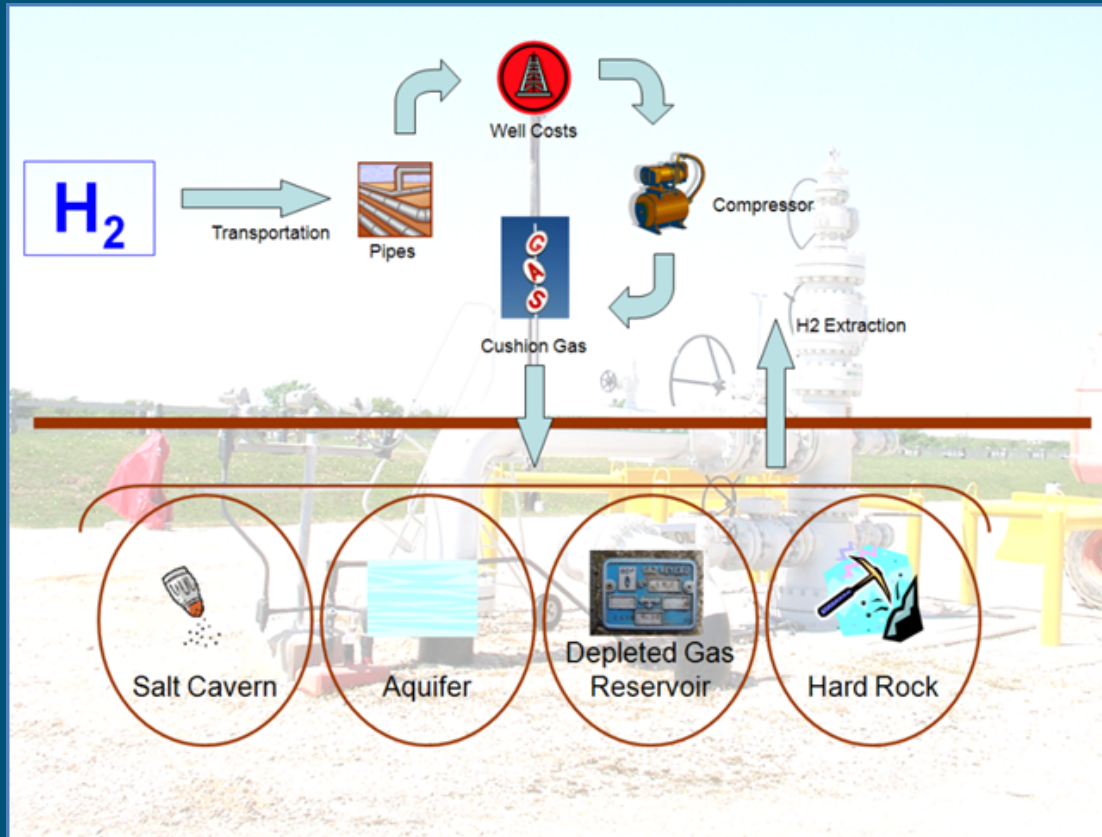 H2
Transportation
Pipes
Well Costs
Compressor
GAS
Cushion Gas
H2 Extraction
Salt Cavern
Aquifer
Depleted Gas
Reservoir
Hard Rock